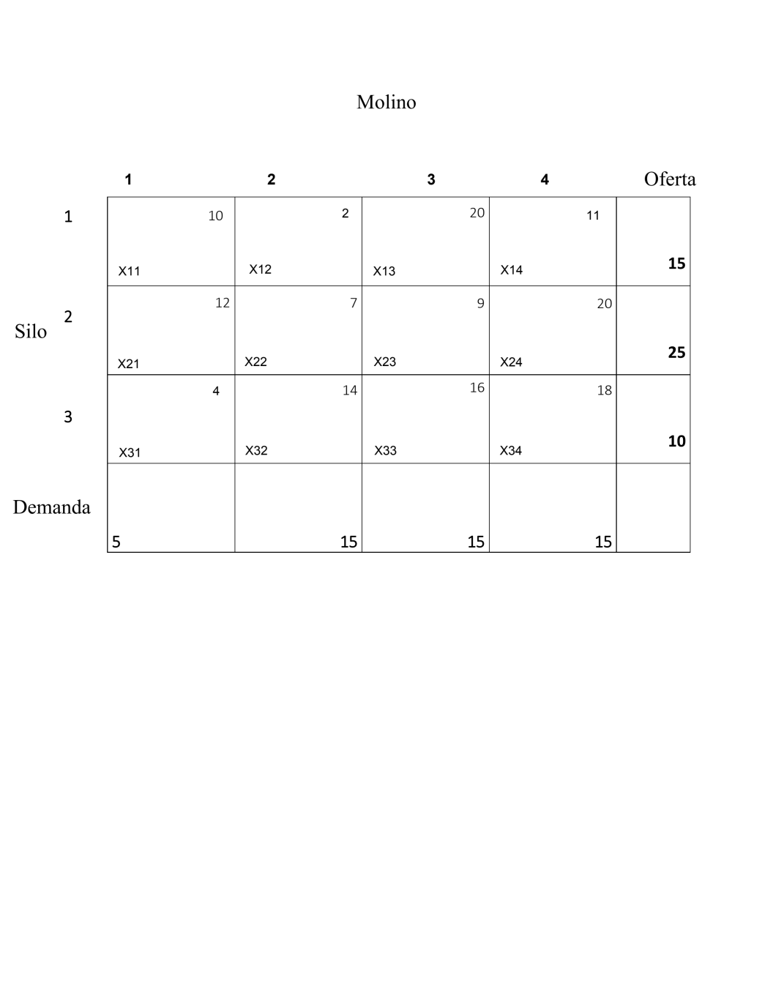 Molino
1 2 3 4 Oferta
1 10 2 20 11
X11 X12 X13 X14 15
2 12 7 9 20
Silo
X21 X22 X23 X24 25
3 4 14 16 18
X31 X32 X33 X34 10
Demanda
5 15 15 15